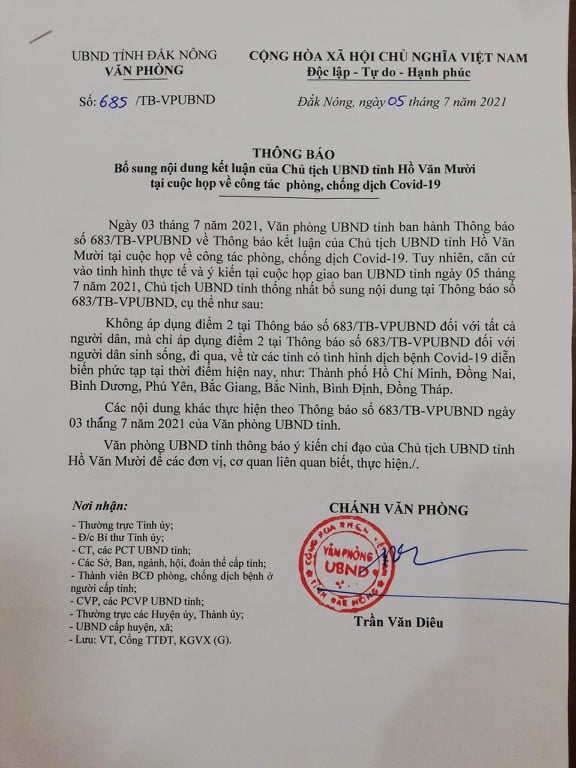 UBND TỈNH ĐẮK NÔNG
VĂN PHÒNG
Số: 685 /TB-VPUBND
CỘNG HÒA XÃ HỘI CHỦ NGHĨA VIỆT NAM
Độc lập - Tự do - Hạnh phúc
Đắk Nông, ngày 05 tháng 7 năm 2021
THÔNG BÁO
Bổ sung nội dung kết luận của Chủ tịch UBND tỉnh Hồ Văn Mười
tại cuộc họp về công tác phòng, chống dịch Covid-19
Ngày 03 tháng 7 năm 2021, Văn phòng UBND tỉnh ban hành Thông báo
số 683/TB-VPUBND về Thông báo kết luận của Chủ tịch UBND tỉnh Hồ Văn
Mười tại cuộc họp về công tác phòng, chống dịch Covid-19. Tuy nhiên, căn cứ
vào tình hình thực tế và ý kiến tại cuộc họp giao ban UBND tỉnh ngày 05 tháng
7 năm 2021, Chủ tịch UBND tỉnh thống nhất bổ sung nội dung tại Thông báo số
683/TB-VPUBND, cụ thể như sau:
Không áp dụng điểm 2 tại Thông báo số 683/TB-VPUBND đối với tất cả
người dân, mà chỉ áp dụng điểm 2 tại Thông báo số 683/TB-VPUBND đối với
người dân sinh sống, đi qua, về từ các tỉnh có tình hình dịch bệnh Covid-19 diễn
biến phức tạp tại thời điểm hiện nay, như: Thành phố Hồ Chí Minh, Đồng Nai,
Bình Dương, Phú Yên, Bắc Giang, Bắc Ninh, Bình Định, Đồng Tháp.
Các nội dung khác thực hiện theo Thông báo số 683/TB-VPUBND ngày
03 tháng 7 năm 2021 của Văn phòng UBND tỉnh.
Văn phòng UBND tỉnh thông báo ý kiến chỉ đạo của Chủ tịch UBND tỉnh
Hồ Văn Mười để các đơn vị, cơ quan liên quan biết, thực hiện./.
Nơi nhận:
- Thường trực Tỉnh ủy;
- Đ/c Bí thư Tỉnh ủy;
- CT, các PCT UBND tỉnh;
- Các Sở, Ban, ngành, hội, đoàn thể cấp tỉnh;
- Thành viên BCĐ phòng, chống dịch bệnh ở
người cấp tỉnh;
- CVP, các PCVP UBND tỉnh;
- Thường trực các Huyện ủy, Thành ủy;
- UBND cấp huyện, xã;
- Lưu: VT, Cổng TTĐT, KGVX (G).
CHÁNH VĂN PHÒNG
VĂN PHÒNG
UBND
TỈNH ĐẮK NÔNG
Trần Văn Diêu